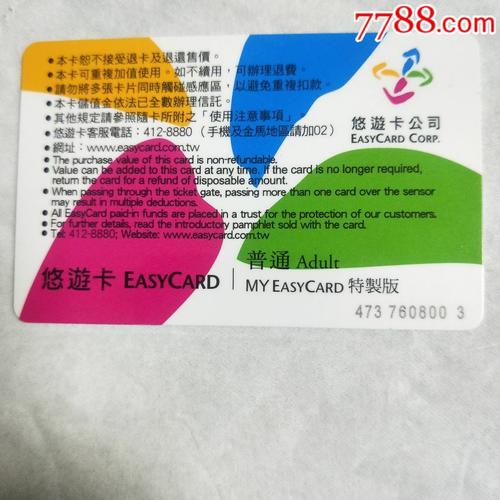 7788.com
•本卡恕不接受退卡及退還售價。
•本卡可重複加值使用。如不續用,可辦理退費。
•請勿將多張卡片同時觸碰感應區,以避免重複扣款。
•本卡儲值金依法已全數辦理信託。
•其他規定請參照隨卡所附之「使用注意事項」。
•悠遊卡客服電話:412-8880(手機及金馬地區請加02)
•網址:www.easycard.com.tw
•The purchase value of this card is non-refundable.
•Value can be added to this card at any time. If the card is no longer required,
return the card for a refund of disposable amount.
•When passing through the ticket gate, passing more than one card over the sensor
may result in multiple deductions.
•All EasyCard paid-in funds are placed in a trust for the protection of our customers.
•For further details, read the introductory pamphlet sold with the card.
•Tel: 412-8880; Website: www.easycard.com.tw
悠遊卡公司
EASYCARD CORP.
悠遊卡 EASYCARD
普通 Adult
MY EASYCARD 特製版
473 760800 3